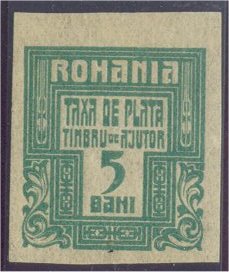 ROMANIA
TAXA DE PLATA
TIMBRU DE AJUTOR
5
BANI